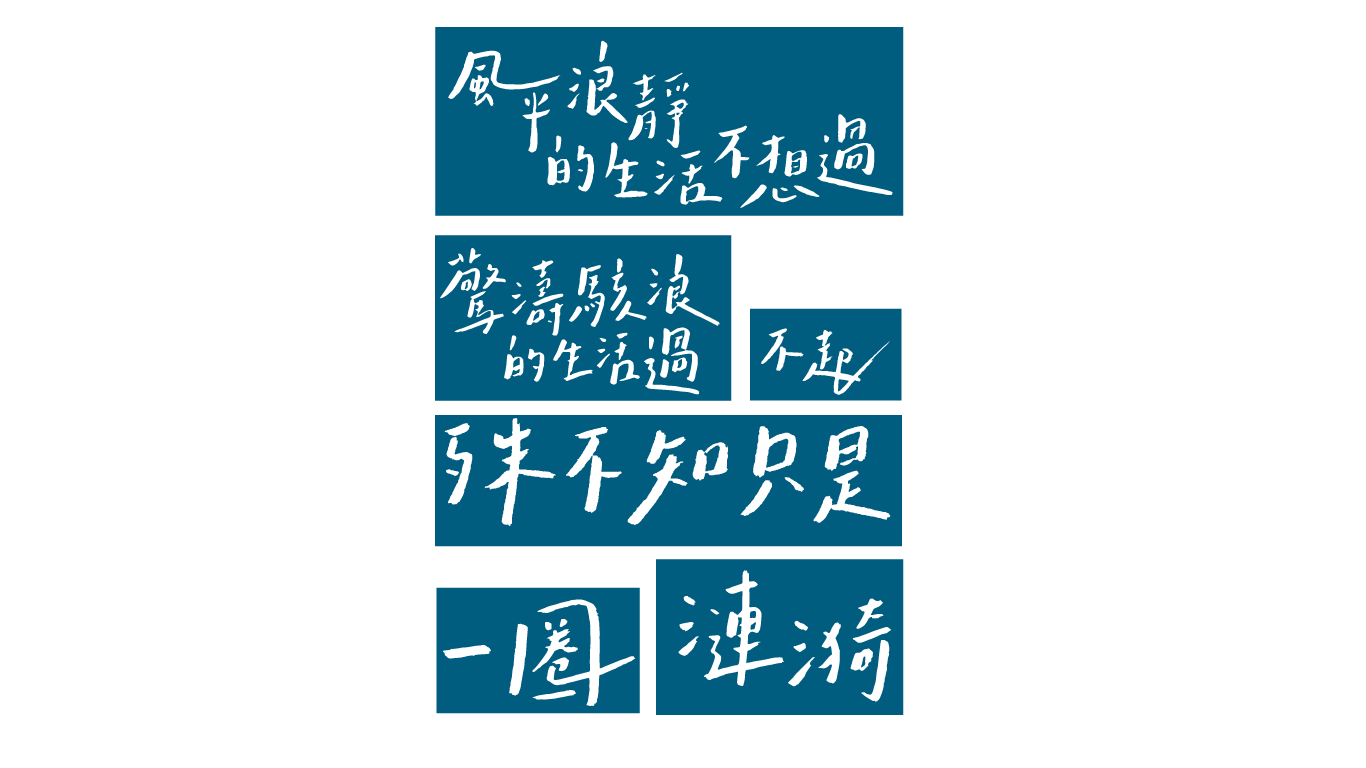 風平浪靜
的生活不想過
驚濤駭浪
的生活過
不起
殊不知只是
一圈
漣漪